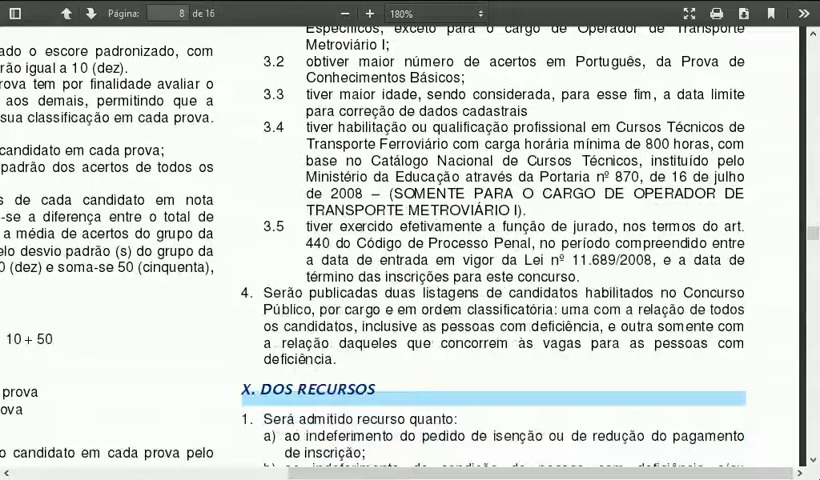 Página: 8 de 16 180%
ado o escore padronizado, com
rão igual a 10 (dez).
rova tem por finalidade avaliar o
aos demais, permitindo que a
sua classificação em cada prova.
candidato em cada prova;
padrão dos acertos de todos os
s de cada candidato em nota
-se a diferença entre o total de
a média de acertos do grupo da
elo desvio padrão (s) do grupo da
0 (dez) e soma-se 50 (cinquenta),
10 + 50
prova
ova
o candidato em cada prova pelo
Específicos, exceto para o cargo de Operador de Transporte
Metroviário I;
3.2 obtiver maior número de acertos em Português, da Prova de
Conhecimentos Básicos;
3.3 tiver maior idade, sendo considerada, para esse fim, a data limite
para correção de dados cadastrais
3.4 tiver habilitação ou qualificação profissional em Cursos Técnicos de
Transporte Ferroviário com carga horária mínima de 800 horas, com
base no Catálogo Nacional de Cursos Técnicos, instituído pelo
Ministério da Educação através da Portaria nº 870, de 16 de julho
de 2008 – (SOMENTE PARA O CARGO DE OPERADOR DE
TRANSPORTE METROVIÁRIO I).
3.5 tiver exercido efetivamente a função de jurado, nos termos do art.
440 do Código de Processo Penal, no período compreendido entre
a data de entrada em vigor da Lei nº 11.689/2008, e a data de
término das inscrições para este concurso.
4. Serão publicadas duas listagens de candidatos habilitados no Concurso
Público, por cargo e em ordem classificatória: uma com a relação de todos
os candidatos, inclusive as pessoas com deficiência, e outra somente com
a relação daqueles que concorrem às vagas para as pessoas com
deficiência.
X. DOS RECURSOS
1. Será admitido recurso quanto:
a) ao indeferimento do pedido de isenção ou de redução do pagamento
de inscrição;